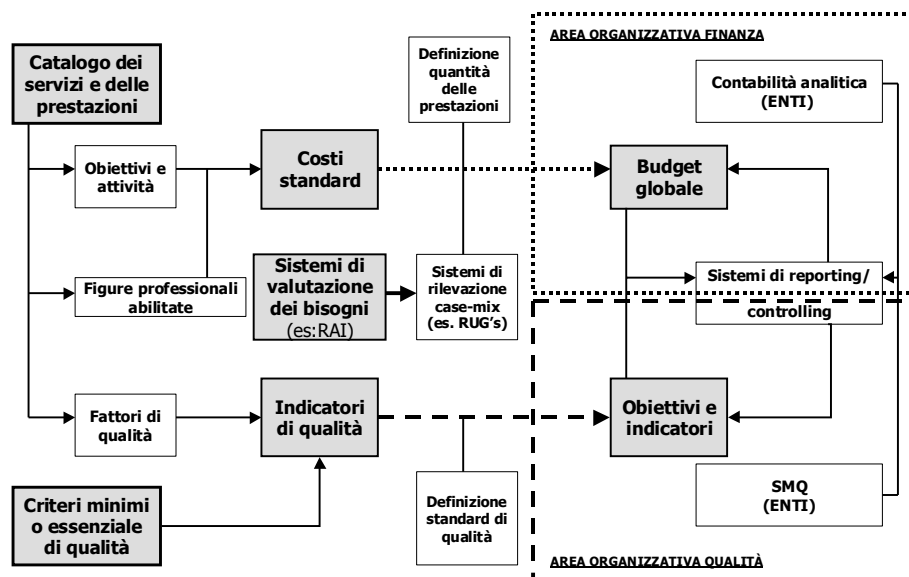 AREA ORGANIZZATIVA FINANZA
Catalogo dei
servizi e delle
prestazioni
Definizione
quantità
delle
prestazioni
Contabilità analitica
(ENTI)
Obiettivi e
attività
Costi
standard
Budget
globale
Figure professionali
abilitate
Sistemi di
valutazione
dei bisogni
(es:RAI)
Sistemi di
rilevazione
case-mix
(es. RUG’s)
Sistemi di reporting/
controlling
Fattori di
qualità
Indicatori
di qualità
Obiettivi e
indicatori
Criteri minimi
o essenziale
di qualità
Definizione
standard di
qualità
SMQ
(ENTI)
AREA ORGANIZZATIVA QUALITÀ